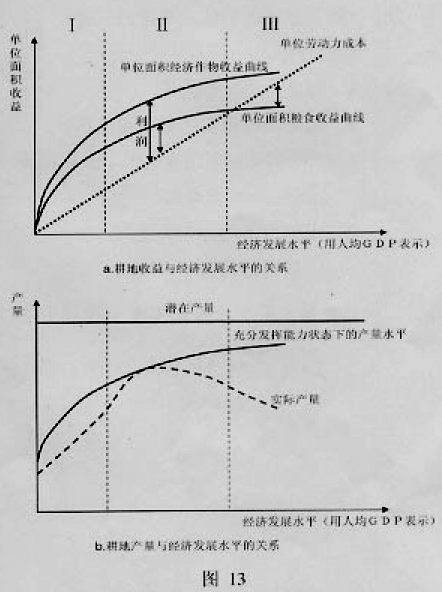 I II III
单位面积收益
单位劳动力成本
单位面积经济作物收益曲线
利润
单位面积粮食收益曲线
经济发展水平（用人均GDP表示）
a.耕地收益与经济发展水平的关系
产量
潜在产量
充分发挥能力状态下的产量水平
实际产量
经济发展水平（用人均GDP表示）
b.耕地产量与经济发展水平的关系
图 13